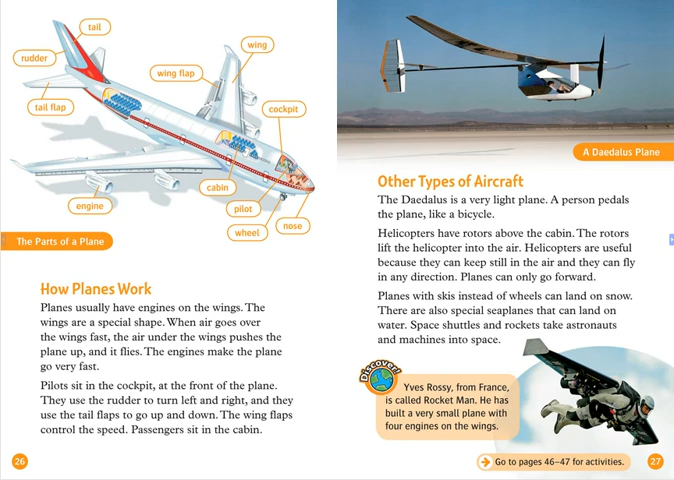 tail
rudder
wing
wing flap
tail flap
cockpit
cabin
engine
pilot
wheel
nose
The Parts of a Plane
How Planes Work
Planes usually have engines on the wings. The
wings are a special shape. When air goes over
the wings fast, the air under the wings pushes the
plane up, and it flies. The engines make the plane
go very fast.
Pilots sit in the cockpit, at the front of the plane.
They use the rudder to turn left and right, and they
use the tail flaps to go up and down. The wing flaps
control the speed. Passengers sit in the cabin.
26
A Daedalus Plane
Other Types of Aircraft
The Daedalus is a very light plane. A person pedals
the plane, like a bicycle.
Helicopters have rotors above the cabin. The rotors
lift the helicopter into the air. Helicopters are useful
because they can keep still in the air and they can fly
in any direction. Planes can only go forward.
Planes with skis instead of wheels can land on snow.
There are also special seaplanes that can land on
water. Space shuttles and rockets take astronauts
and machines into space.
Discover!
Yves Rossy, from France,
is called Rocket Man. He has
built a very small plane with
four engines on the wings.
Go to pages 46–47 for activities.
27